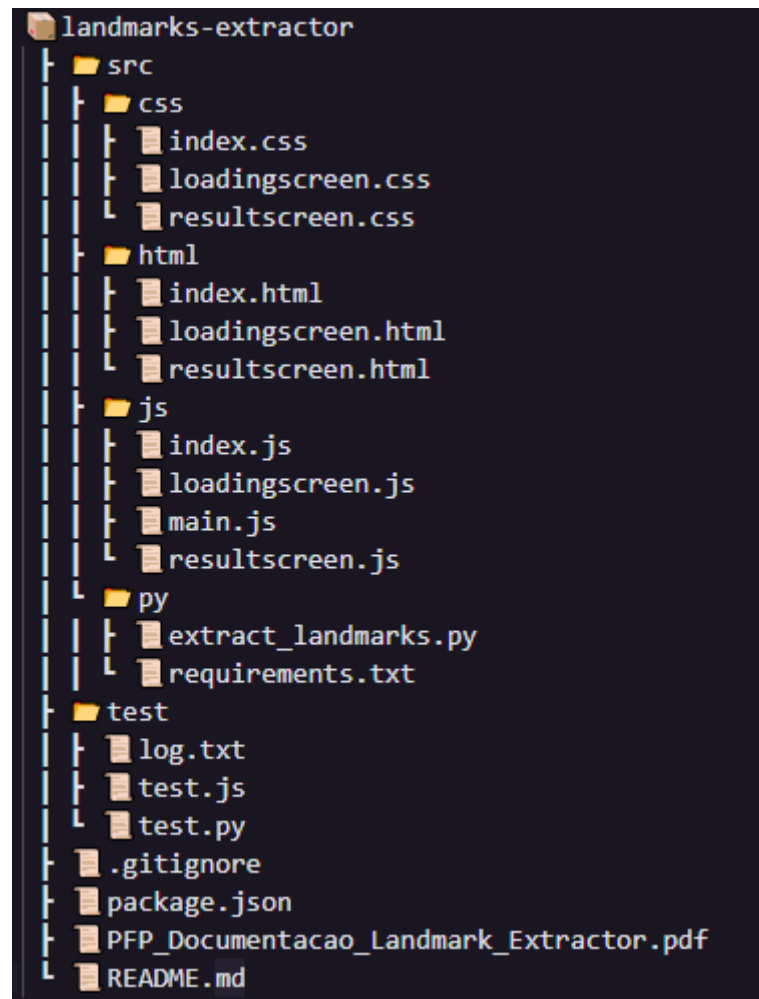 landmarks-extractor
src
css
index.css
loadingscreen.css
resultscreen.css
html
index.html
loadingscreen.html
resultscreen.html
js
index.js
loadingscreen.js
main.js
resultscreen.js
py
extract_landmarks.py
requirements.txt
test
log.txt
test.js
test.py
.gitignore
package.json
PFP_Documentacao_Landmark_Extractor.pdf
README.md